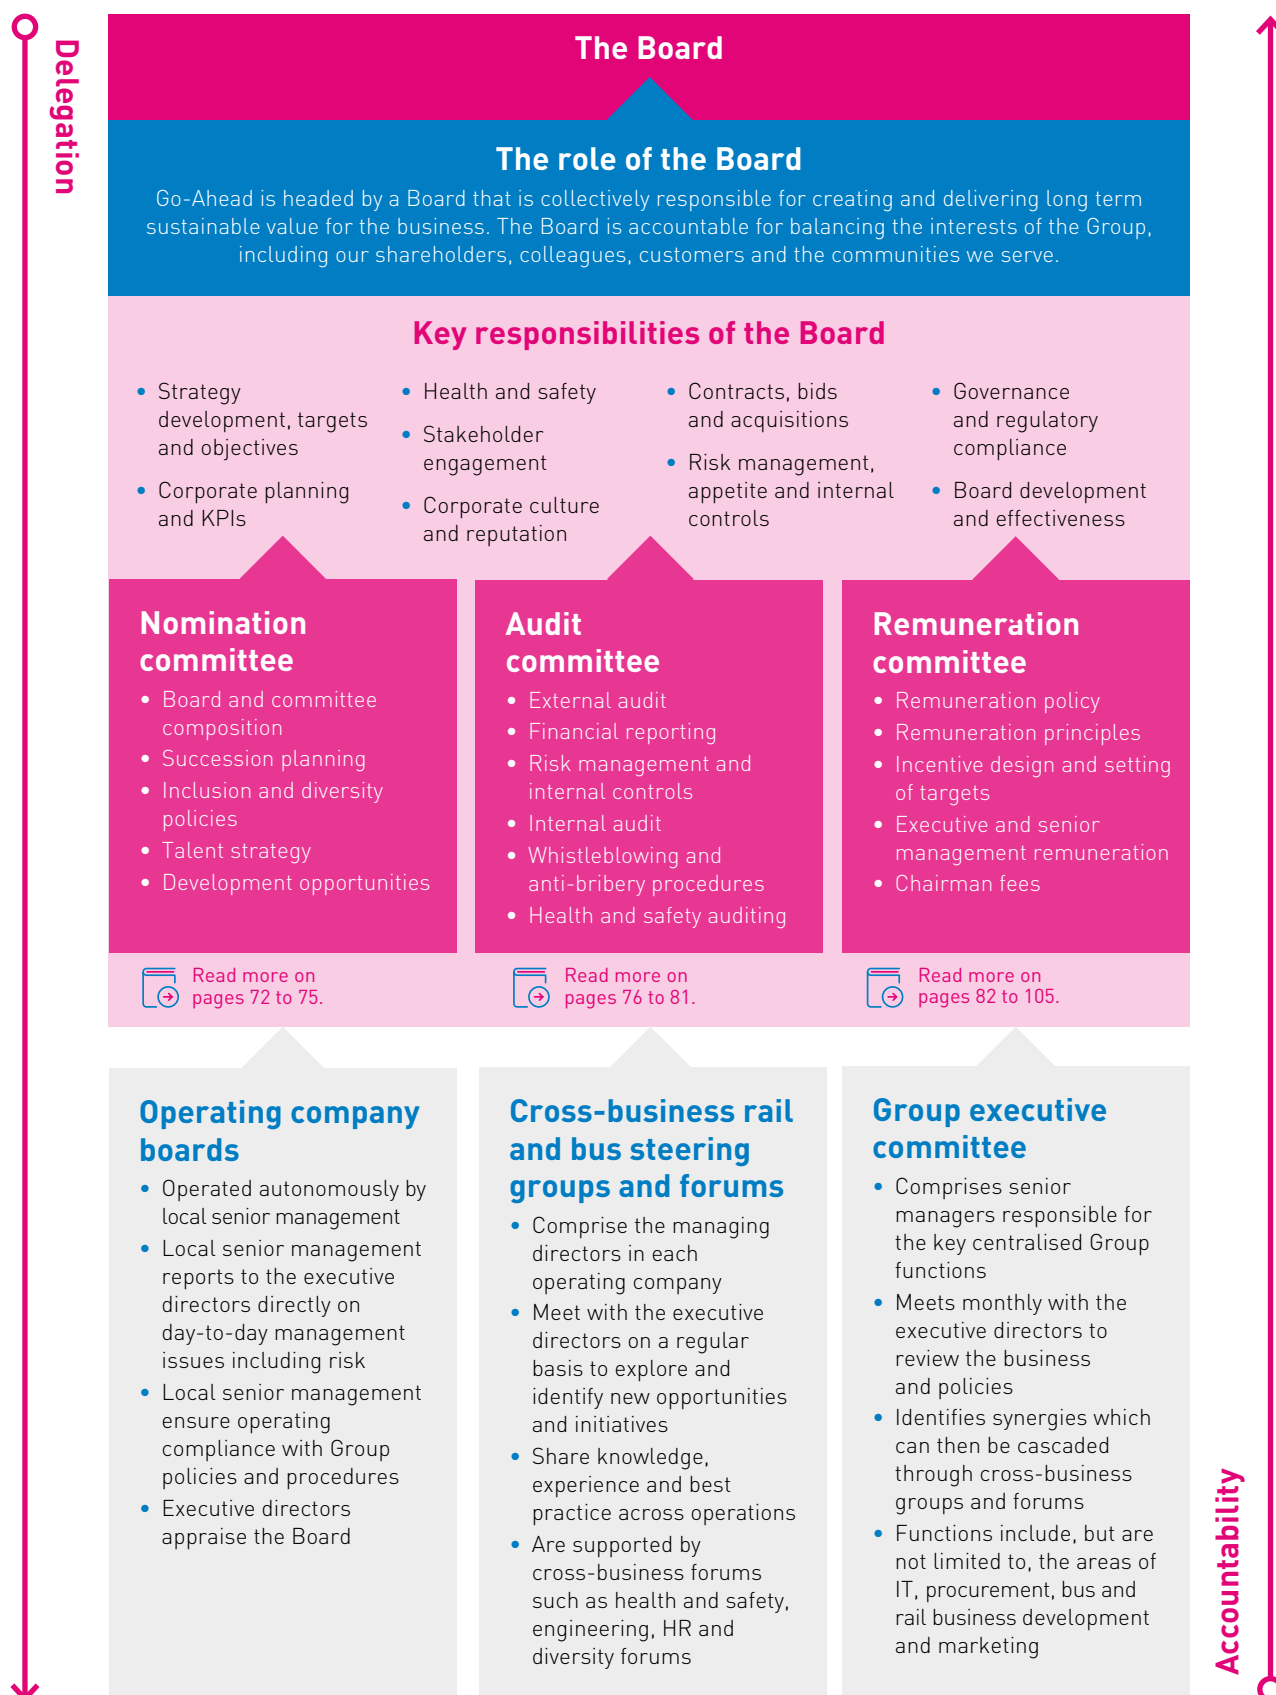 Delegation
The Board
The role of the Board
Go-Ahead is headed by a Board that is collectively responsible for creating and delivering long term
sustainable value for the business. The Board is accountable for balancing the interests of the Group,
including our shareholders, colleagues, customers and the communities we serve.
Key responsibilities of the Board
• Strategy
development, targets
and objectives
• Corporate planning
and KPIs
• Health and safety
• Stakeholder
engagement
• Corporate culture
and reputation
• Contracts, bids
and acquisitions
• Risk management,
appetite and internal
controls
• Governance
and regulatory
compliance
• Board development
and effectiveness
Nomination
committee
• Board and committee
composition
• Succession planning
• Inclusion and diversity
policies
• Talent strategy
• Development opportunities
Read more on
pages 72 to 75.
Audit
committee
• External audit
• Financial reporting
• Risk management and
internal controls
• Internal audit
• Whistleblowing and
anti-bribery procedures
• Health and safety auditing
Read more on
pages 76 to 81.
Remuneration
committee
• Remuneration policy
• Remuneration principles
• Incentive design and setting
of targets
• Executive and senior
management remuneration
• Chairman fees
Read more on
pages 82 to 105.
Operating company
boards
• Operated autonomously by
local senior management
• Local senior management
reports to the executive
directors directly on
day-to-day management
issues including risk
• Local senior management
ensure operating
compliance with Group
policies and procedures
• Executive directors
appraise the Board
Cross-business rail
and bus steering
groups and forums
• Comprise the managing
directors in each
operating company
• Meet with the executive
directors on a regular
basis to explore and
identify new opportunities
and initiatives
• Share knowledge,
experience and best
practice across operations
• Are supported by
cross-business forums
such as health and safety,
engineering, HR and
diversity forums
Group executive
committee
• Comprises senior
managers responsible for
the key centralised Group
functions
• Meets monthly with the
executive directors to
review the business
and policies
• Identifies synergies which
can then be cascaded
through cross-business
groups and forums
• Functions include, but are
not limited to, the areas of
IT, procurement, bus and
rail business development
and marketing
Accountability